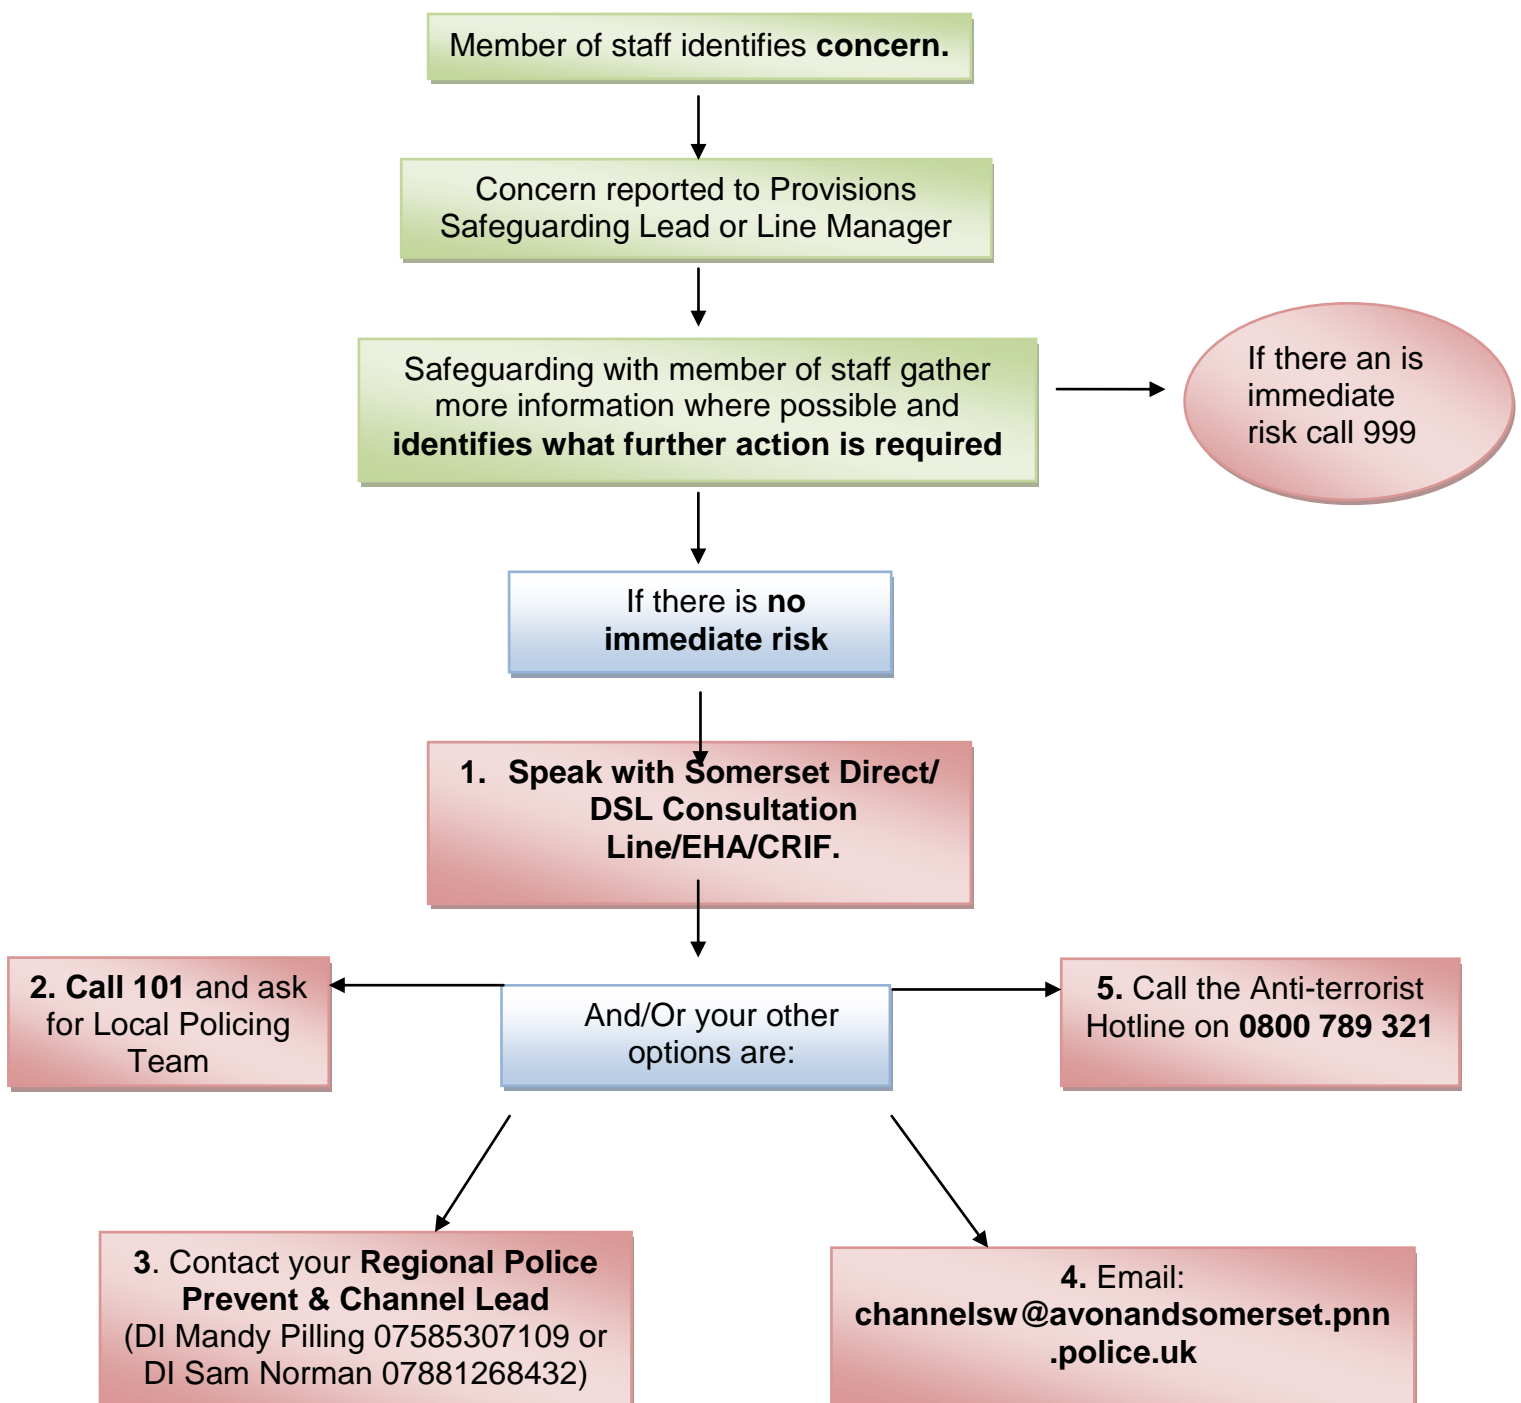 Member of staff identifies concern.
Concern reported to Provisions
Safeguarding Lead or Line Manager
Safeguarding with member of staff gather
more information where possible and
identifies what further action is required
If there an is
immediate
risk call 999
If there is no
immediate risk
1. Speak with Somerset Direct/
DSL Consultation
Line/EHA/CRIF.
And/Or your other
options are:
2. Call 101 and ask
for Local Policing
Team
5. Call the Anti-terrorist
Hotline on 0800 789 321
3. Contact your Regional Police
Prevent & Channel Lead
(DI Mandy Pilling 07585307109 or
DI Sam Norman 07881268432)
4. Email:
channelsw@avonandsomerset.pnn
.police.uk